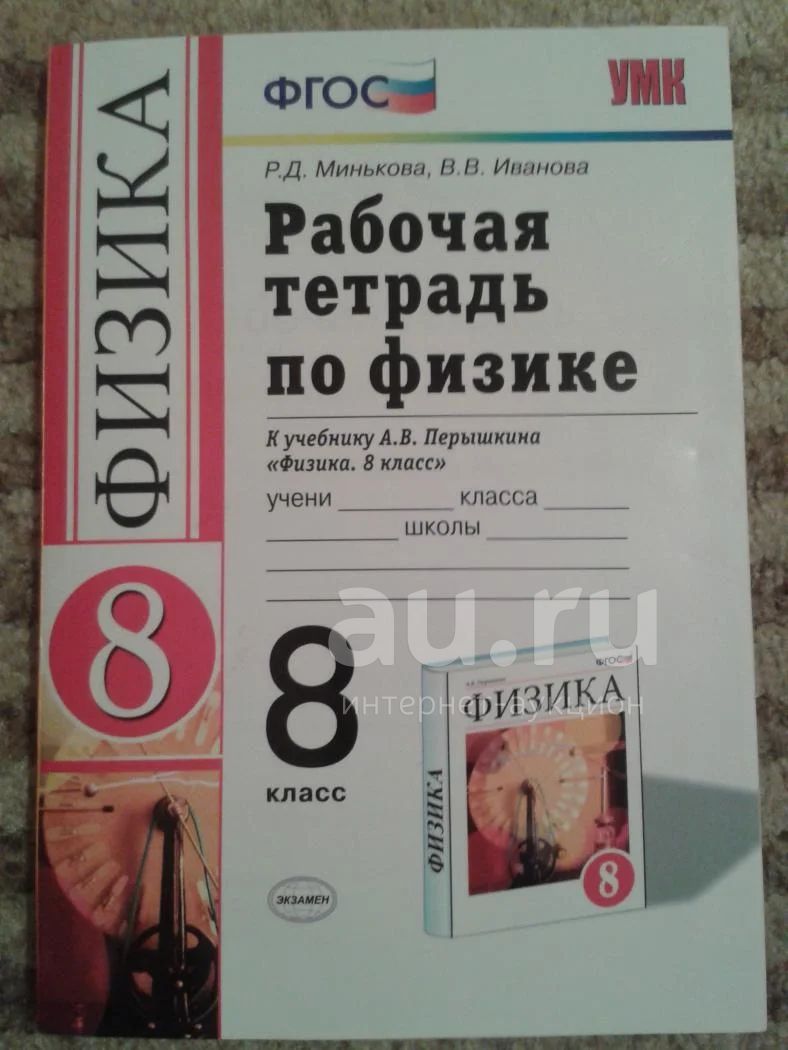 ФИЗИКА
8
ФГОС
УМК
Р.Д. Минькова, В.В. Иванова
Рабочая
тетрадь
по физике
К учебнику А.В. Перышкина
«Физика. 8 класс»
учени класса
школы
au.ru
интернет-аукцион
8
класс
ЭКЗАМЕН
ФГОС
ФИЗИКА
ФИЗИКА
8